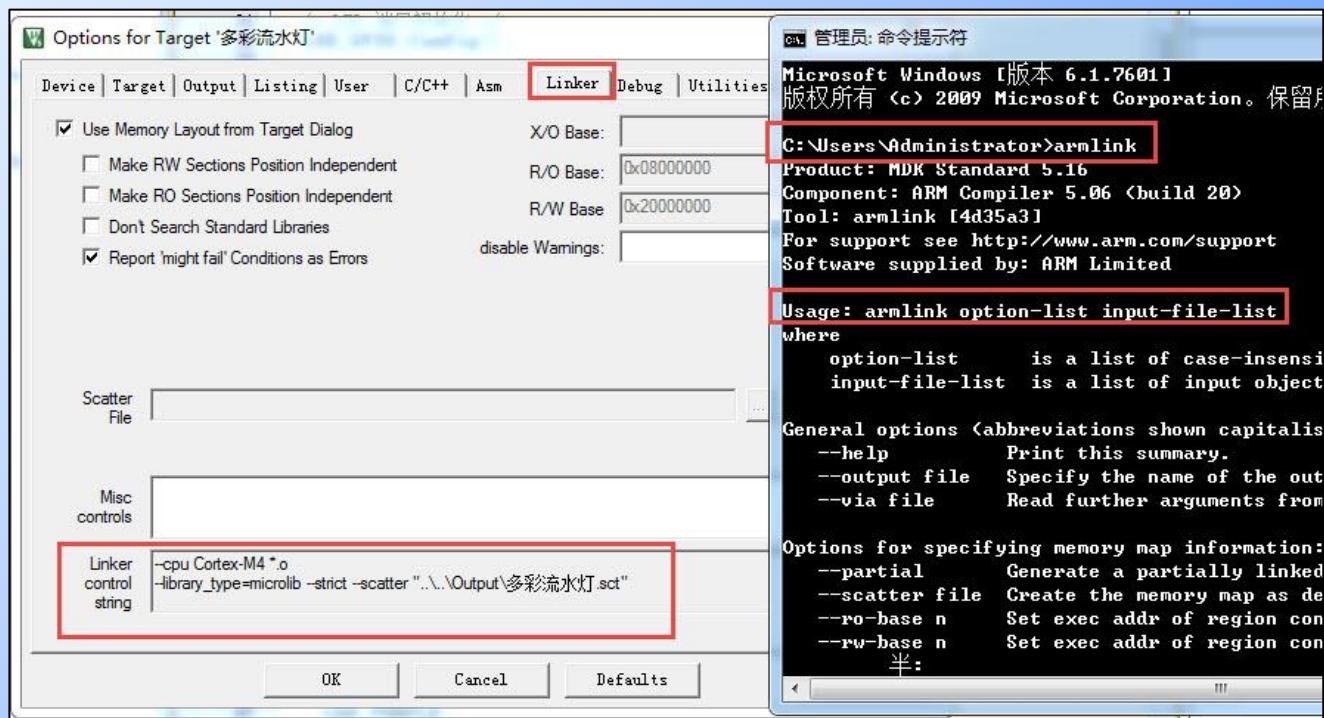 Options for Target '多彩流水灯'
Device Target Output Listing User C/C++ Asm Linker Debug Utilities
Use Memory Layout from Target Dialog
Make RW Sections Position Independent
Make RO Sections Position Independent
Don't Search Standard Libraries
Report 'might fail' Conditions as Errors
X/O Base:
R/O Base: 0x08000000
R/W Base 0x20000000
disable Warnings:
Scatter
File
...
Misc
controls
Linker
control
string
--cpu Cortex-M4 *.o
--library_type=microlib --strict --scatter "..\..\Output\多彩流水灯.sct"
OK Cancel Defaults
管理员: 命令提示符
Microsoft Windows [版本 6.1.7601]
版权所有 (c) 2009 Microsoft Corporation。保留
C:\Users\Administrator>armlink
Product: MDK Standard 5.16
Component: ARM Compiler 5.06 (build 20)
Tool: armlink [4d35a3]
For support see http://www.arm.com/support
Software supplied by: ARM Limited
Usage: armlink option-list input-file-list
where
option-list is a list of case-insensi
input-file-list is a list of input object
General options (abbreviations shown capitalis
--help Print this summary.
--output file Specify the name of the out
--via file Read further arguments from
Options for specifying memory map information:
--partial Generate a partially linked
--scatter file Create the memory map as de
--ro-base n Set exec addr of region con
--rw-base n Set exec addr of region con
半: